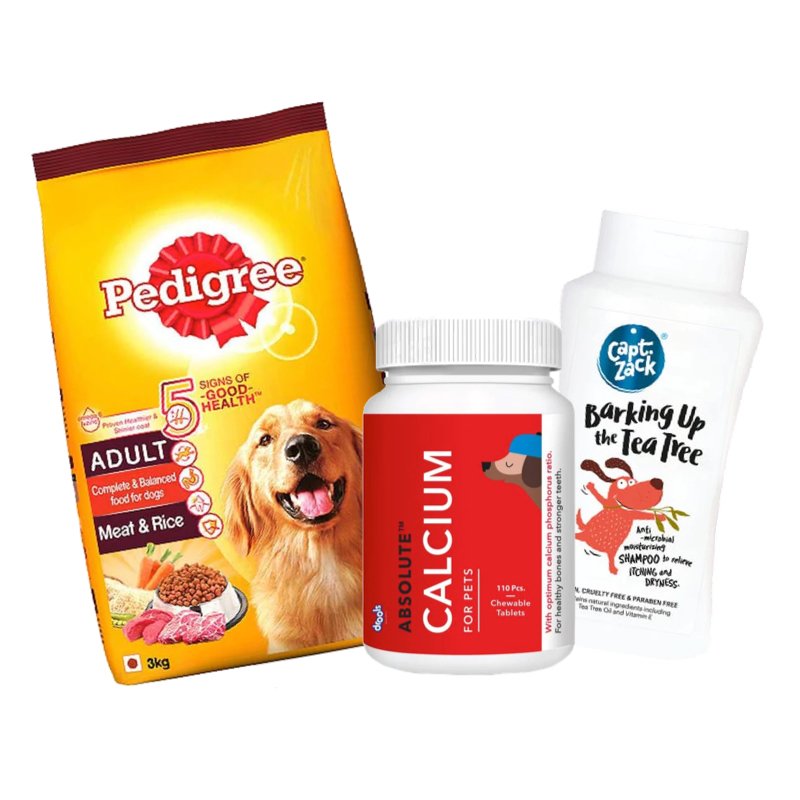 Pedigree®
5 SIGNS OF
-GOOD-
HEALTH™
Proven Healthier &
Shinier coat
ADULT
Complete & Balanced
food for dogs
Meat & Rice
3kg
drools
ABSOLUTE™
CALCIUM
FOR PETS
110 Pcs.
Chewable
Tablets
With optimum calcium phosphorus ratio.
For healthy bones and stronger teeth.
Capt.
Zack
®
Barking Up
the Tea Tree
Anti
-microbial
moisturising
SHAMPOO to relieve
ITCHING and
DRYNESS.
CRUELTY FREE & PARABEN FREE
natural ingredients including
Tea Tree Oil and Vitamin E